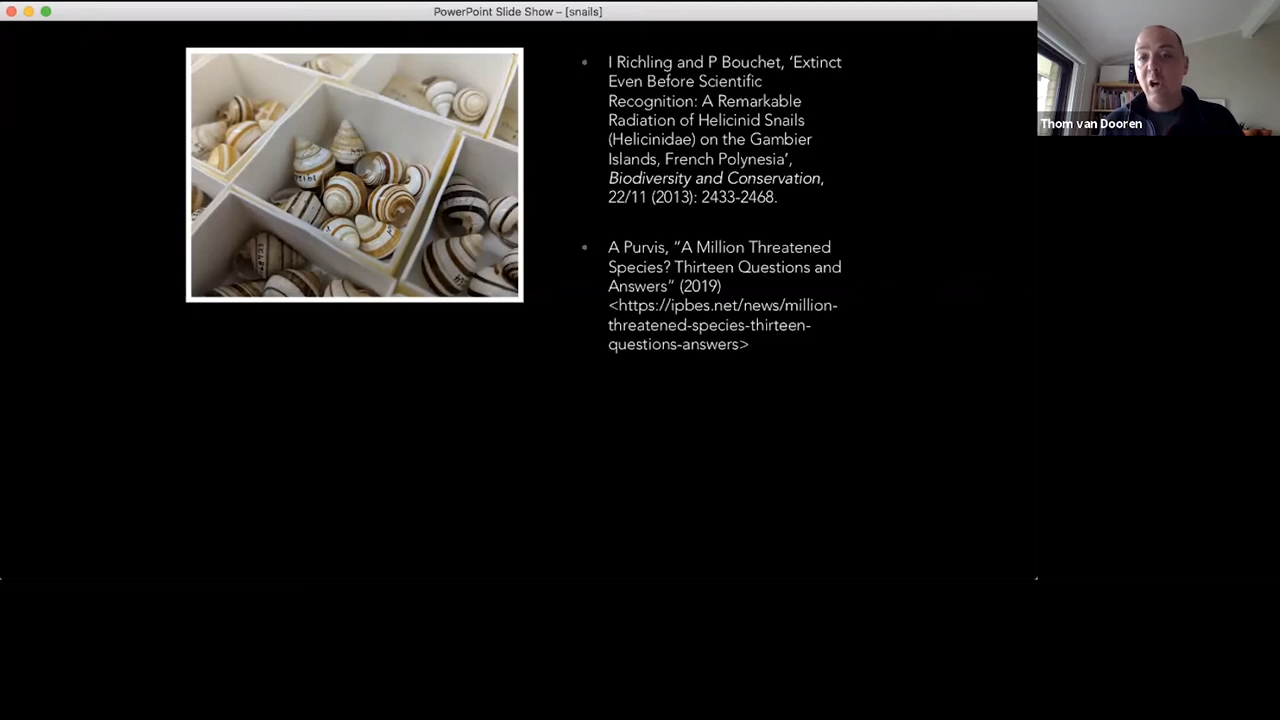 PowerPoint Slide Show – [snails]
• I Richling and P Bouchet, ‘Extinct
Even Before Scientific
Recognition: A Remarkable
Radiation of Helicinid Snails
(Helicinidae) on the Gambier
Islands, French Polynesia’,
Biodiversity and Conservation,
22/11 (2013): 2433-2468.
• A Purvis, “A Million Threatened
Species? Thirteen Questions and
Answers” (2019)
<https://ipbes.net/news/million-
threatened-species-thirteen-
questions-answers>
Thom van Dooren